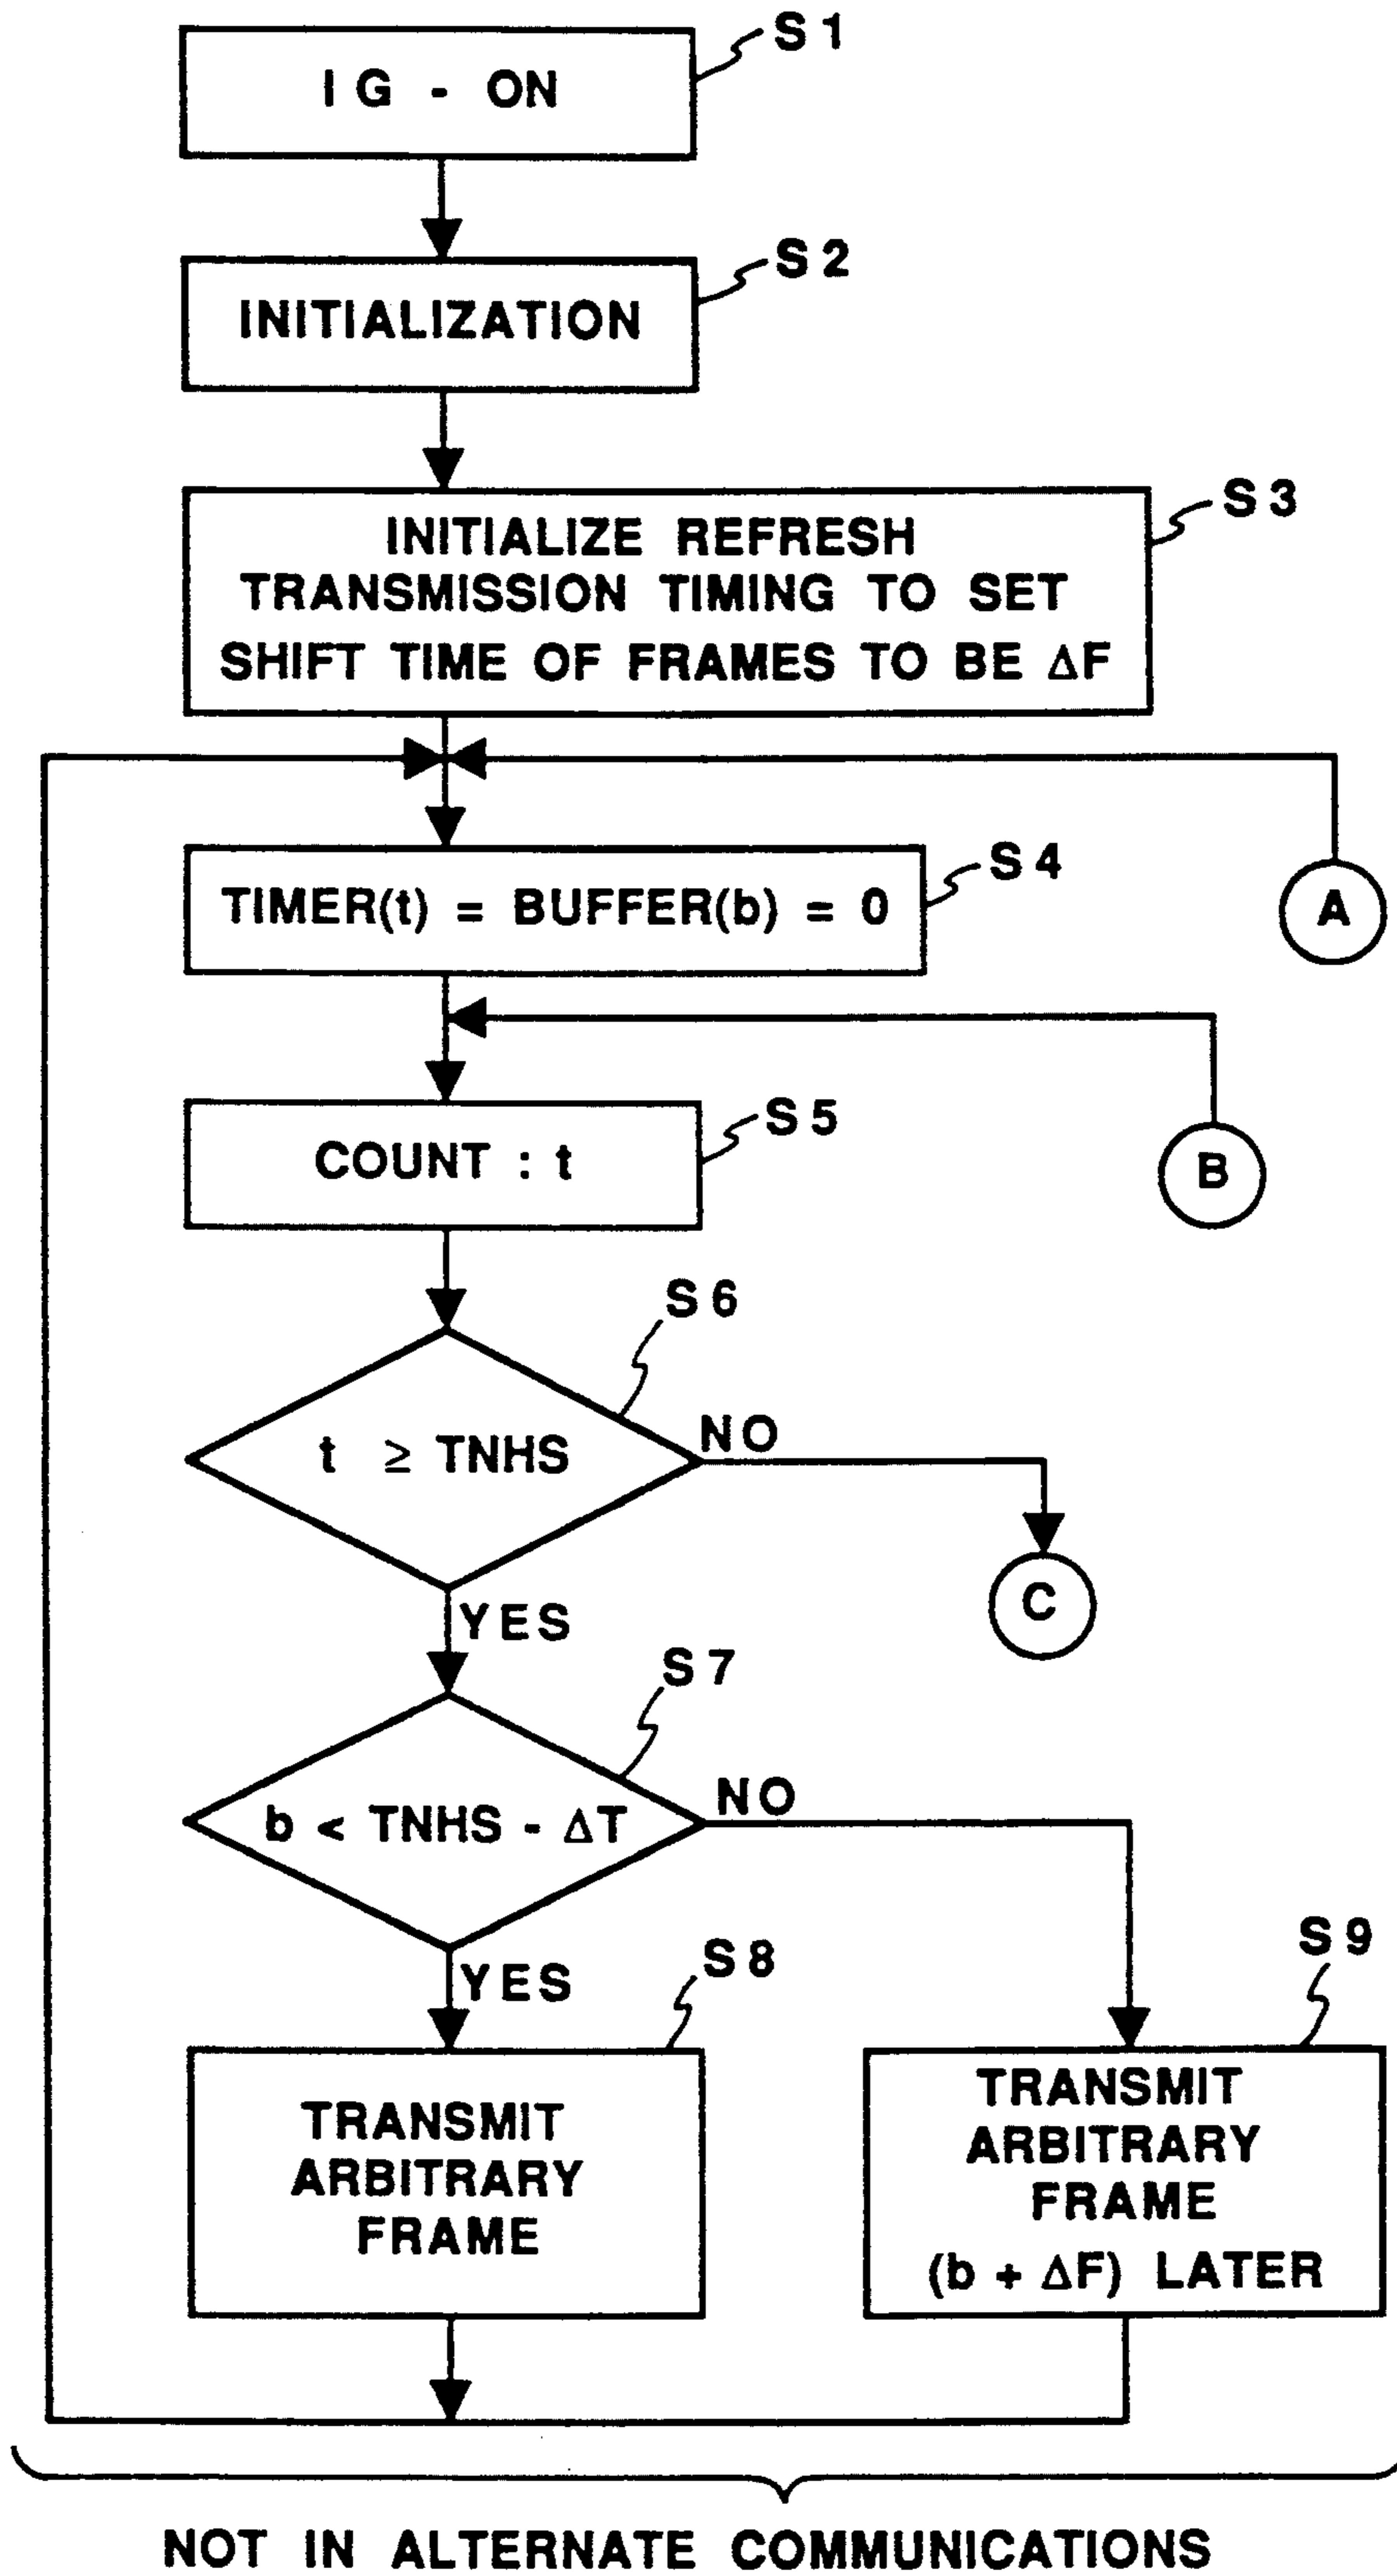 S1
IG - ON
S2
INITIALIZATION
S3
INITIALIZE REFRESH
TRANSMISSION TIMING TO SET
SHIFT TIME OF FRAMES TO BE ΔF
S4
TIMER(t) = BUFFER(b) = 0
A
S5
COUNT : t
B
S6
t ≥ TNHS
NO
C
YES
S7
b < TNHS - ΔT
NO
YES
S8
TRANSMIT
ARBITRARY
FRAME
S9
TRANSMIT
ARBITRARY
FRAME
(b + ΔF) LATER
NOT IN ALTERNATE COMMUNICATIONS